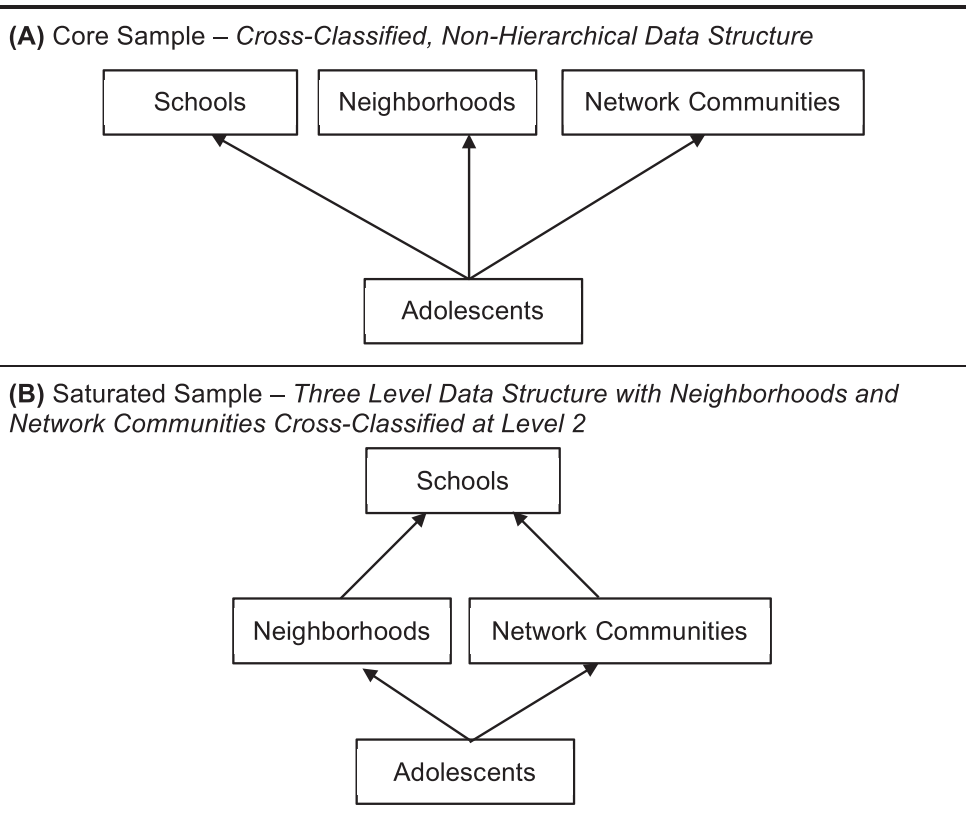 (A) Core Sample – Cross-Classified, Non-Hierarchical Data Structure
Schools
Neighborhoods
Network Communities
Adolescents
(B) Saturated Sample – Three Level Data Structure with Neighborhoods and
Network Communities Cross-Classified at Level 2
Schools
Neighborhoods
Network Communities
Adolescents